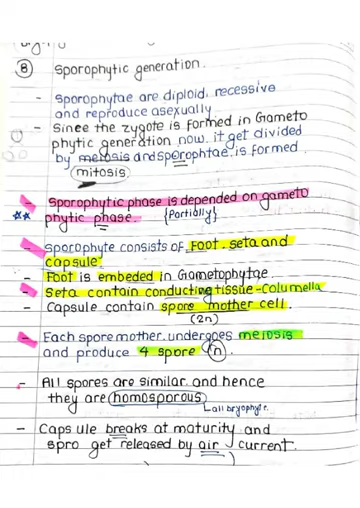 ⑧ Sporophytic generation.
- Sporophytae are diploid, recessive
and reproduce asexually
- Since the zygote is formed in Gameto
phytic generation now. it get divided
by meiosis and sporophtae. is formed
(mitosis)
- Sporophytic phase is depended on gameto
phytic phase. {Partially}
- Sporophyte consists of, Foot. seta and
capsule.
- Foot is embeded in Gametophytae.
- Seta contain conducting tissue - Columella
- Capsule contain spore mother cell.
(2n)
- Each spore mother. undergoes meiosis
and produce 4 spore (n).
- All spores are similar and hence
they are (homosporous)
all bryophyte.
- Caps ule breaks at maturity and
spro get released by air current.